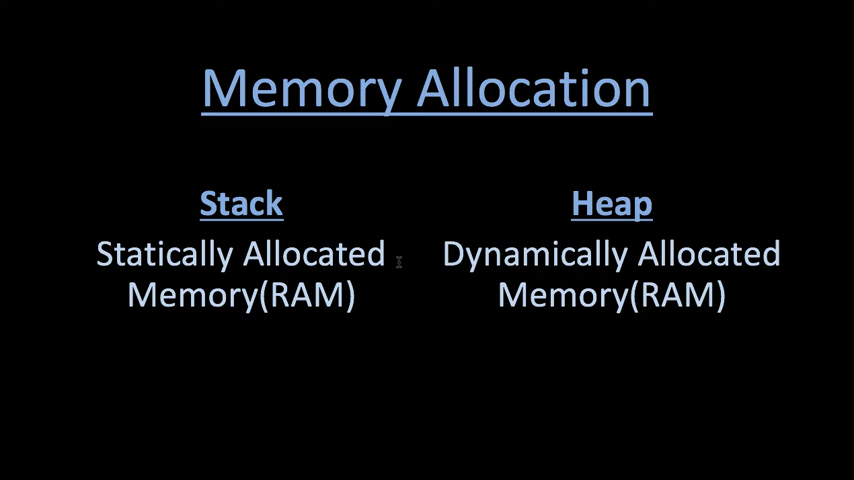 Memory Allocation
Stack
Statically Allocated
Memory(RAM)
Heap
Dynamically Allocated
Memory(RAM)